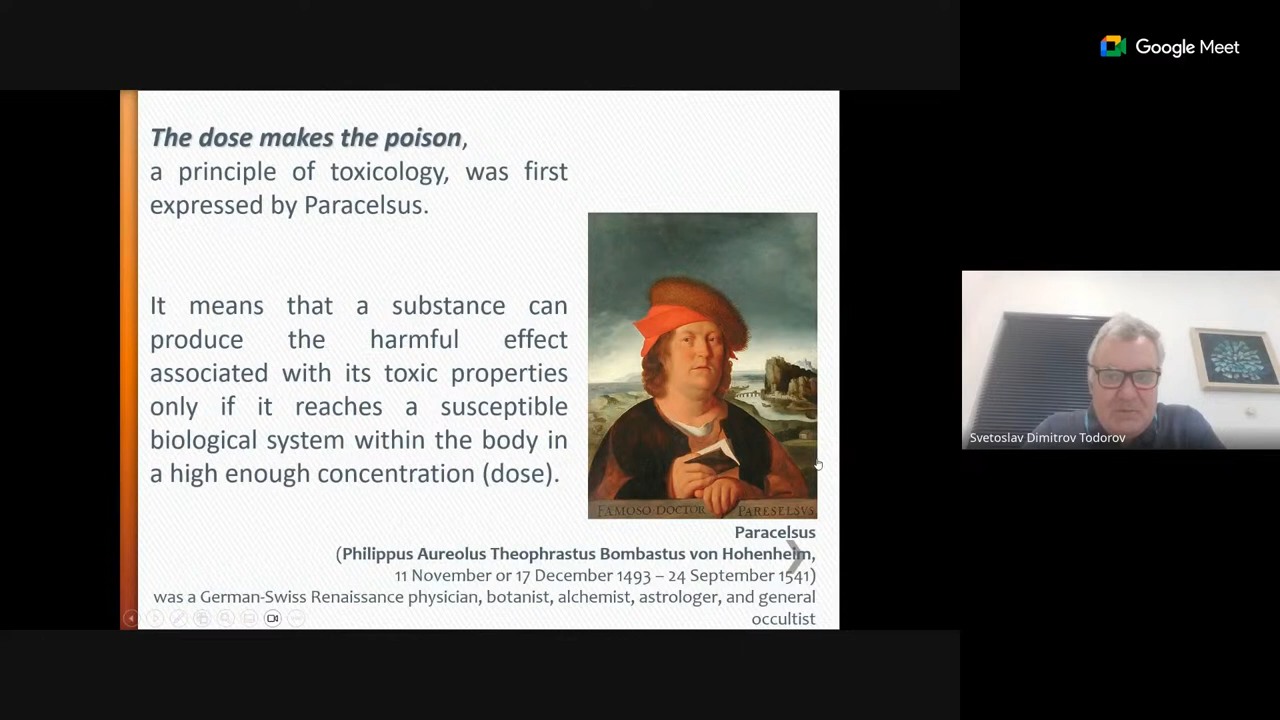 Google Meet
The dose makes the poison,
a principle of toxicology, was first
expressed by Paracelsus.
It means that a substance can
produce the harmful effect
associated with its toxic properties
only if it reaches a susceptible
biological system within the body in
a high enough concentration (dose).
FAMOSO DOCTOR PARESELSVS
Paracelsus
(Philippus Aureolus Theophrastus Bombastus von Hohenheim,
11 November or 17 December 1493 – 24 September 1541)
was a German-Swiss Renaissance physician, botanist, alchemist, astrologer, and general
occultist
Svetoslav Dimitrov Todorov